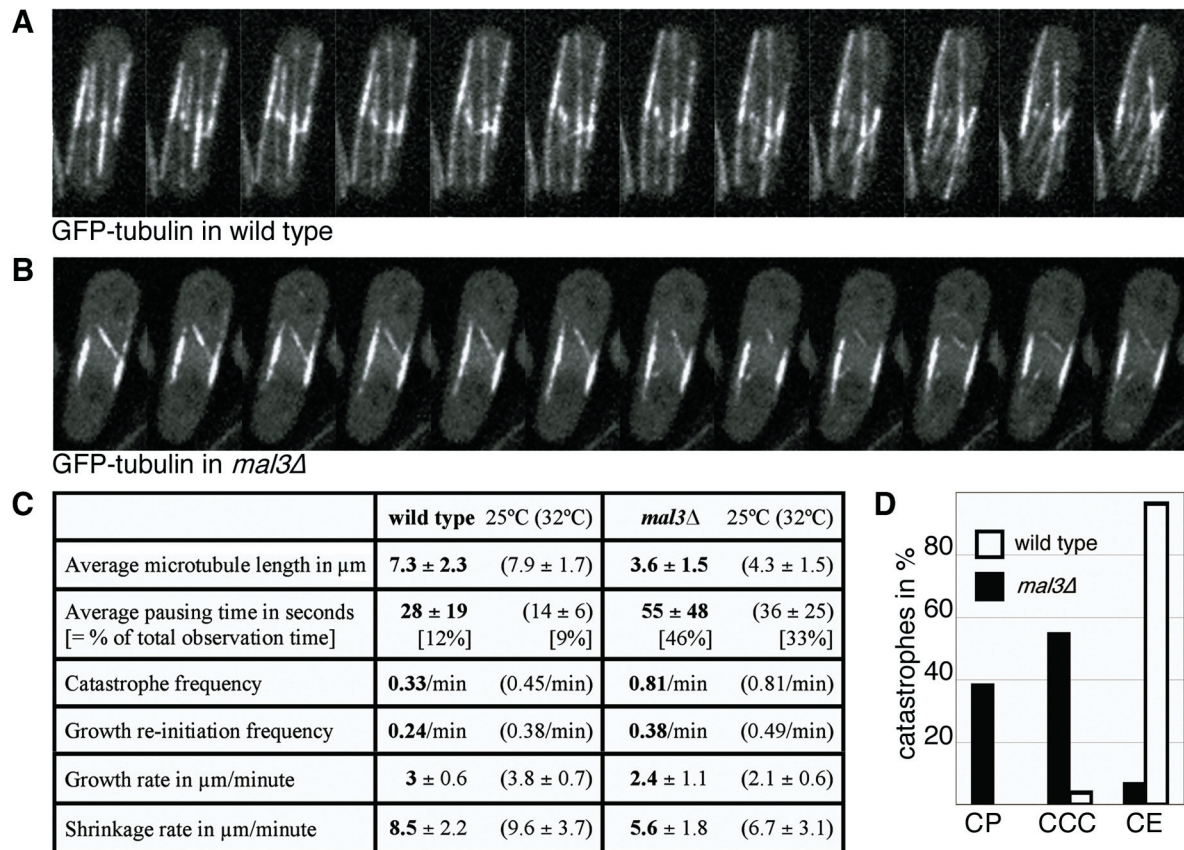 A
GFP-tubulin in wild type
B
GFP-tubulin in mal3Δ
C
wild type 25ºC (32ºC) mal3Δ 25ºC (32ºC)
Average microtubule length in µm 7.3 ± 2.3 (7.9 ± 1.7) 3.6 ± 1.5 (4.3 ± 1.5)
Average pausing time in seconds 28 ± 19 (14 ± 6) 55 ± 48 (36 ± 25)
[= % of total observation time] [12%] [9%] [46%] [33%]
Catastrophe frequency 0.33/min (0.45/min) 0.81/min (0.81/min)
Growth re-initiation frequency 0.24/min (0.38/min) 0.38/min (0.49/min)
Growth rate in µm/minute 3 ± 0.6 (3.8 ± 0.7) 2.4 ± 1.1 (2.1 ± 0.6)
Shrinkage rate in µm/minute 8.5 ± 2.2 (9.6 ± 3.7) 5.6 ± 1.8 (6.7 ± 3.1)
D
wild type
mal3Δ
catastrophes in %
80
60
40
20
CP CCC CE